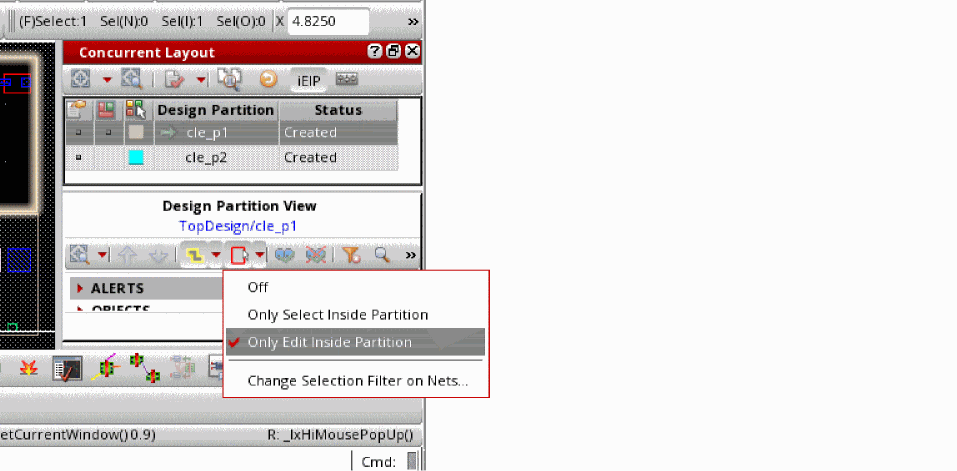 (F)Select:1 Sel(N):0 Sel(I):1 Sel(O):0 X 4.8250 »
Concurrent Layout
iEIP
Design Partition Status
cle_p1 Created
cle_p2 Created
Design Partition View
TopDesign/cle_p1
»
ALERTS
OBJECTS
Off
Only Select Inside Partition
Only Edit Inside Partition
Change Selection Filter on Nets...
etCurrentWindow() 0.9) R: _lxHiMousePopUp()
Cmd: